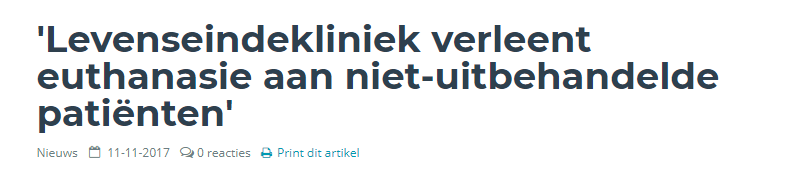 'Levenseindekliniek verleent
euthanasie aan niet-uitbehandelde
patiënten'
Nieuws 11-11-2017 0 reacties Print dit artikel